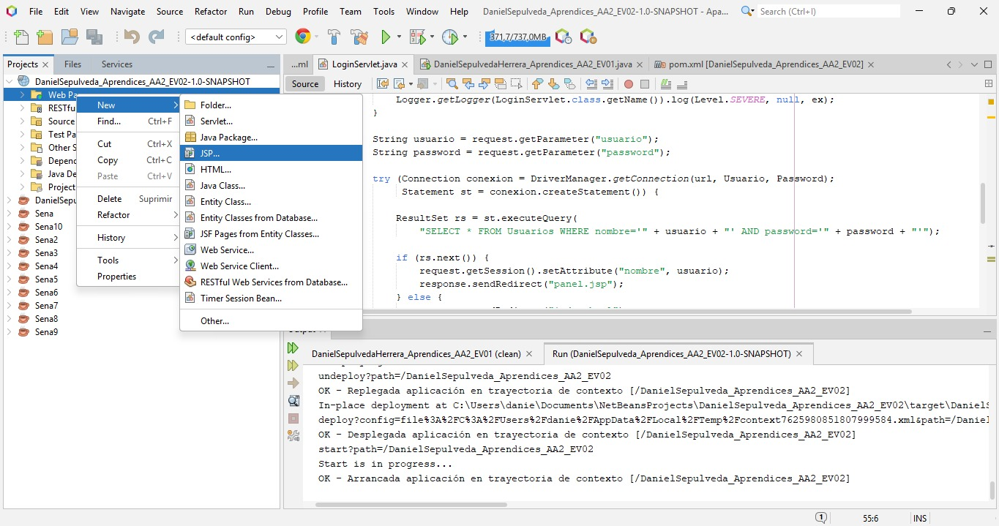 File Edit View Navigate Source Refactor Run Debug Profile Team Tools Window Help DanielSepulveda_Aprendices_AA2_EV02-1.0-SNAPSHOT - Apa... Search (Ctrl+I)
<default config> 371,7/737,0MB
Projects Files Services
...ml LoginServlet.java DanielSepulvedaHerrera_Aprendices_AA2_EV01.java pom.xml [DanielSepulveda_Aprendices_AA2_EV02]
Source History
DanielSepulveda_Aprendices_AA2_EV02-1.0-SNAPSHOT
Web Pa
RESTfu
Source
Test Pa
Other S
Depend
Java De
Project
DanielSepu
Sena
Sena10
Sena2
Sena3
Sena4
Sena5
Sena6
Sena7
Sena8
Sena9
New
Find... Ctrl+F
Cut Ctrl+X
Copy Ctrl+C
Paste Ctrl+V
Delete Suprimir
Refactor
History
Tools
Properties
Folder...
Servlet...
Java Package...
JSP...
HTML...
Java Class...
Entity Class...
Entity Classes from Database...
JSF Pages from Entity Classes...
Web Service...
Web Service Client...
RESTful Web Services from Database...
Timer Session Bean...
Other...
Logger.getLogger(LoginServlet.class.getName()).log(Level.SEVERE, null, ex);
}
String usuario = request.getParameter("usuario");
String password = request.getParameter("password");
try (Connection conexion = DriverManager.getConnection(url, Usuario, Password);
Statement st = conexion.createStatement()) {
ResultSet rs = st.executeQuery(
"SELECT * FROM Usuarios WHERE nombre='" + usuario + "' AND password='" + password + "'");
if (rs.next()) {
request.getSession().setAttribute("nombre", usuario);
response.sendRedirect("panel.jsp");
} else {
DanielSepulvedaHerrera_Aprendices_AA2_EV01 (clean) Run (DanielSepulveda_Aprendices_AA2_EV02-1.0-SNAPSHOT)
undeploy?path=/DanielSepulveda_Aprendices_AA2_EV02
OK - Replegada aplicación en trayectoria de contexto [/DanielSepulveda_Aprendices_AA2_EV02]
In-place deployment at C:\Users\danie\Documents\NetBeansProjects\DanielSepulveda_Aprendices_AA2_EV02\target\DanielS
deploy?config=file%3A%2FC%3A%2FUsers%2Fdanie%2FAppData%2FLocal%2FTemp%2Fcontext7625980851807999584.xml&path=/Daniel
OK - Desplegada aplicación en trayectoria de contexto [/DanielSepulveda_Aprendices_AA2_EV02]
start?path=/DanielSepulveda_Aprendices_AA2_EV02
Start is in progress...
OK - Arrancada aplicación en trayectoria de contexto [/DanielSepulveda_Aprendices_AA2_EV02]
1 55:6 INS